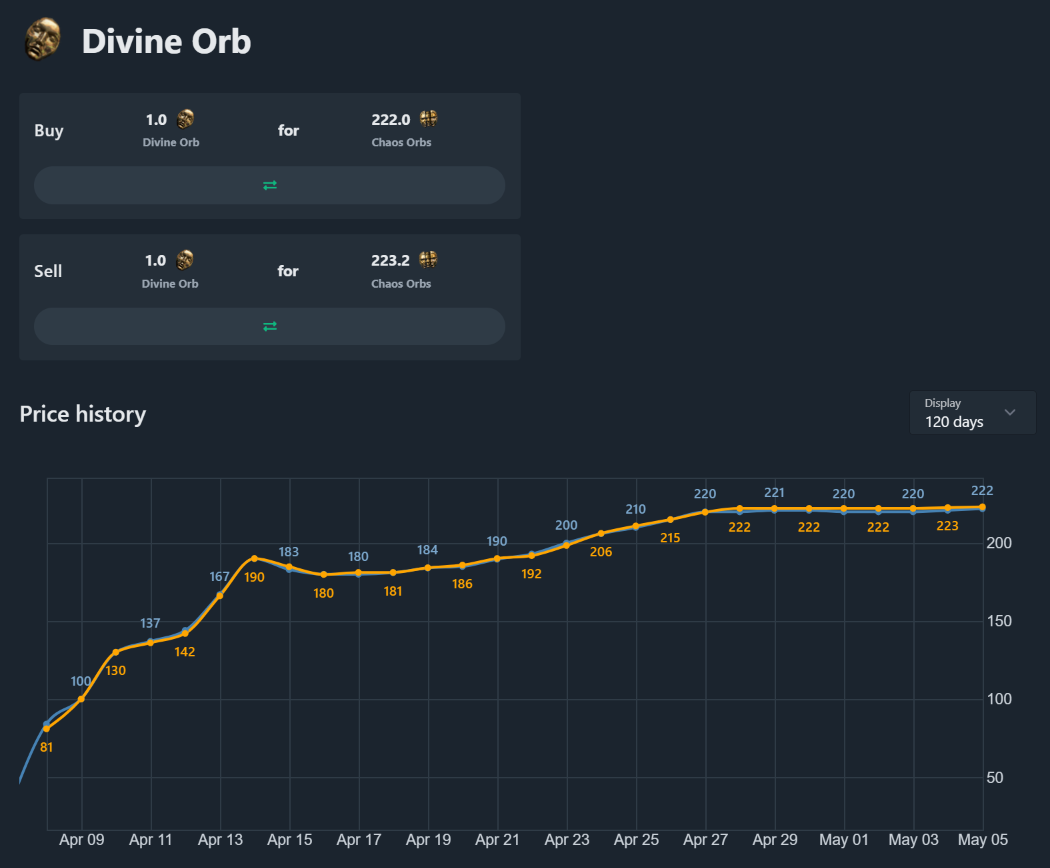 Divine Orb
Buy
1.0
for
222.0
Divine Orb
Chaos Orbs
Sell
1.0
for
223.2
Divine Orb
Chaos Orbs
Price history
Display
120 days
220 221 220 220 222
222 222 222 223
210
215
200
206
200
190
192
183 180 184
190 180 181 186
167
150
137
142
130
100
100
81
50
Apr 09 Apr 11 Apr 13 Apr 15 Apr 17 Apr 19 Apr 21 Apr 23 Apr 25 Apr 27 Apr 29 May 01 May 03 May 05